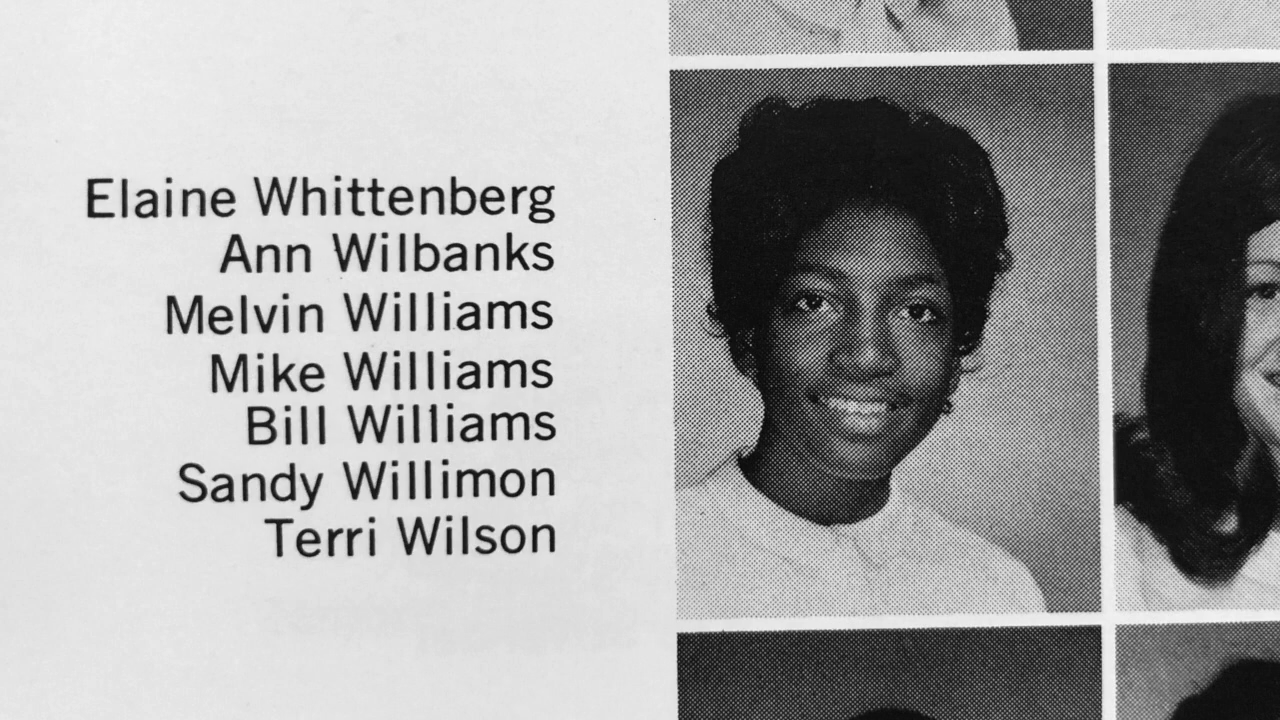 Elaine Whittenberg
Ann Wilbanks
Melvin Williams
Mike Williams
Bill Williams
Sandy Willimon
Terri Wilson